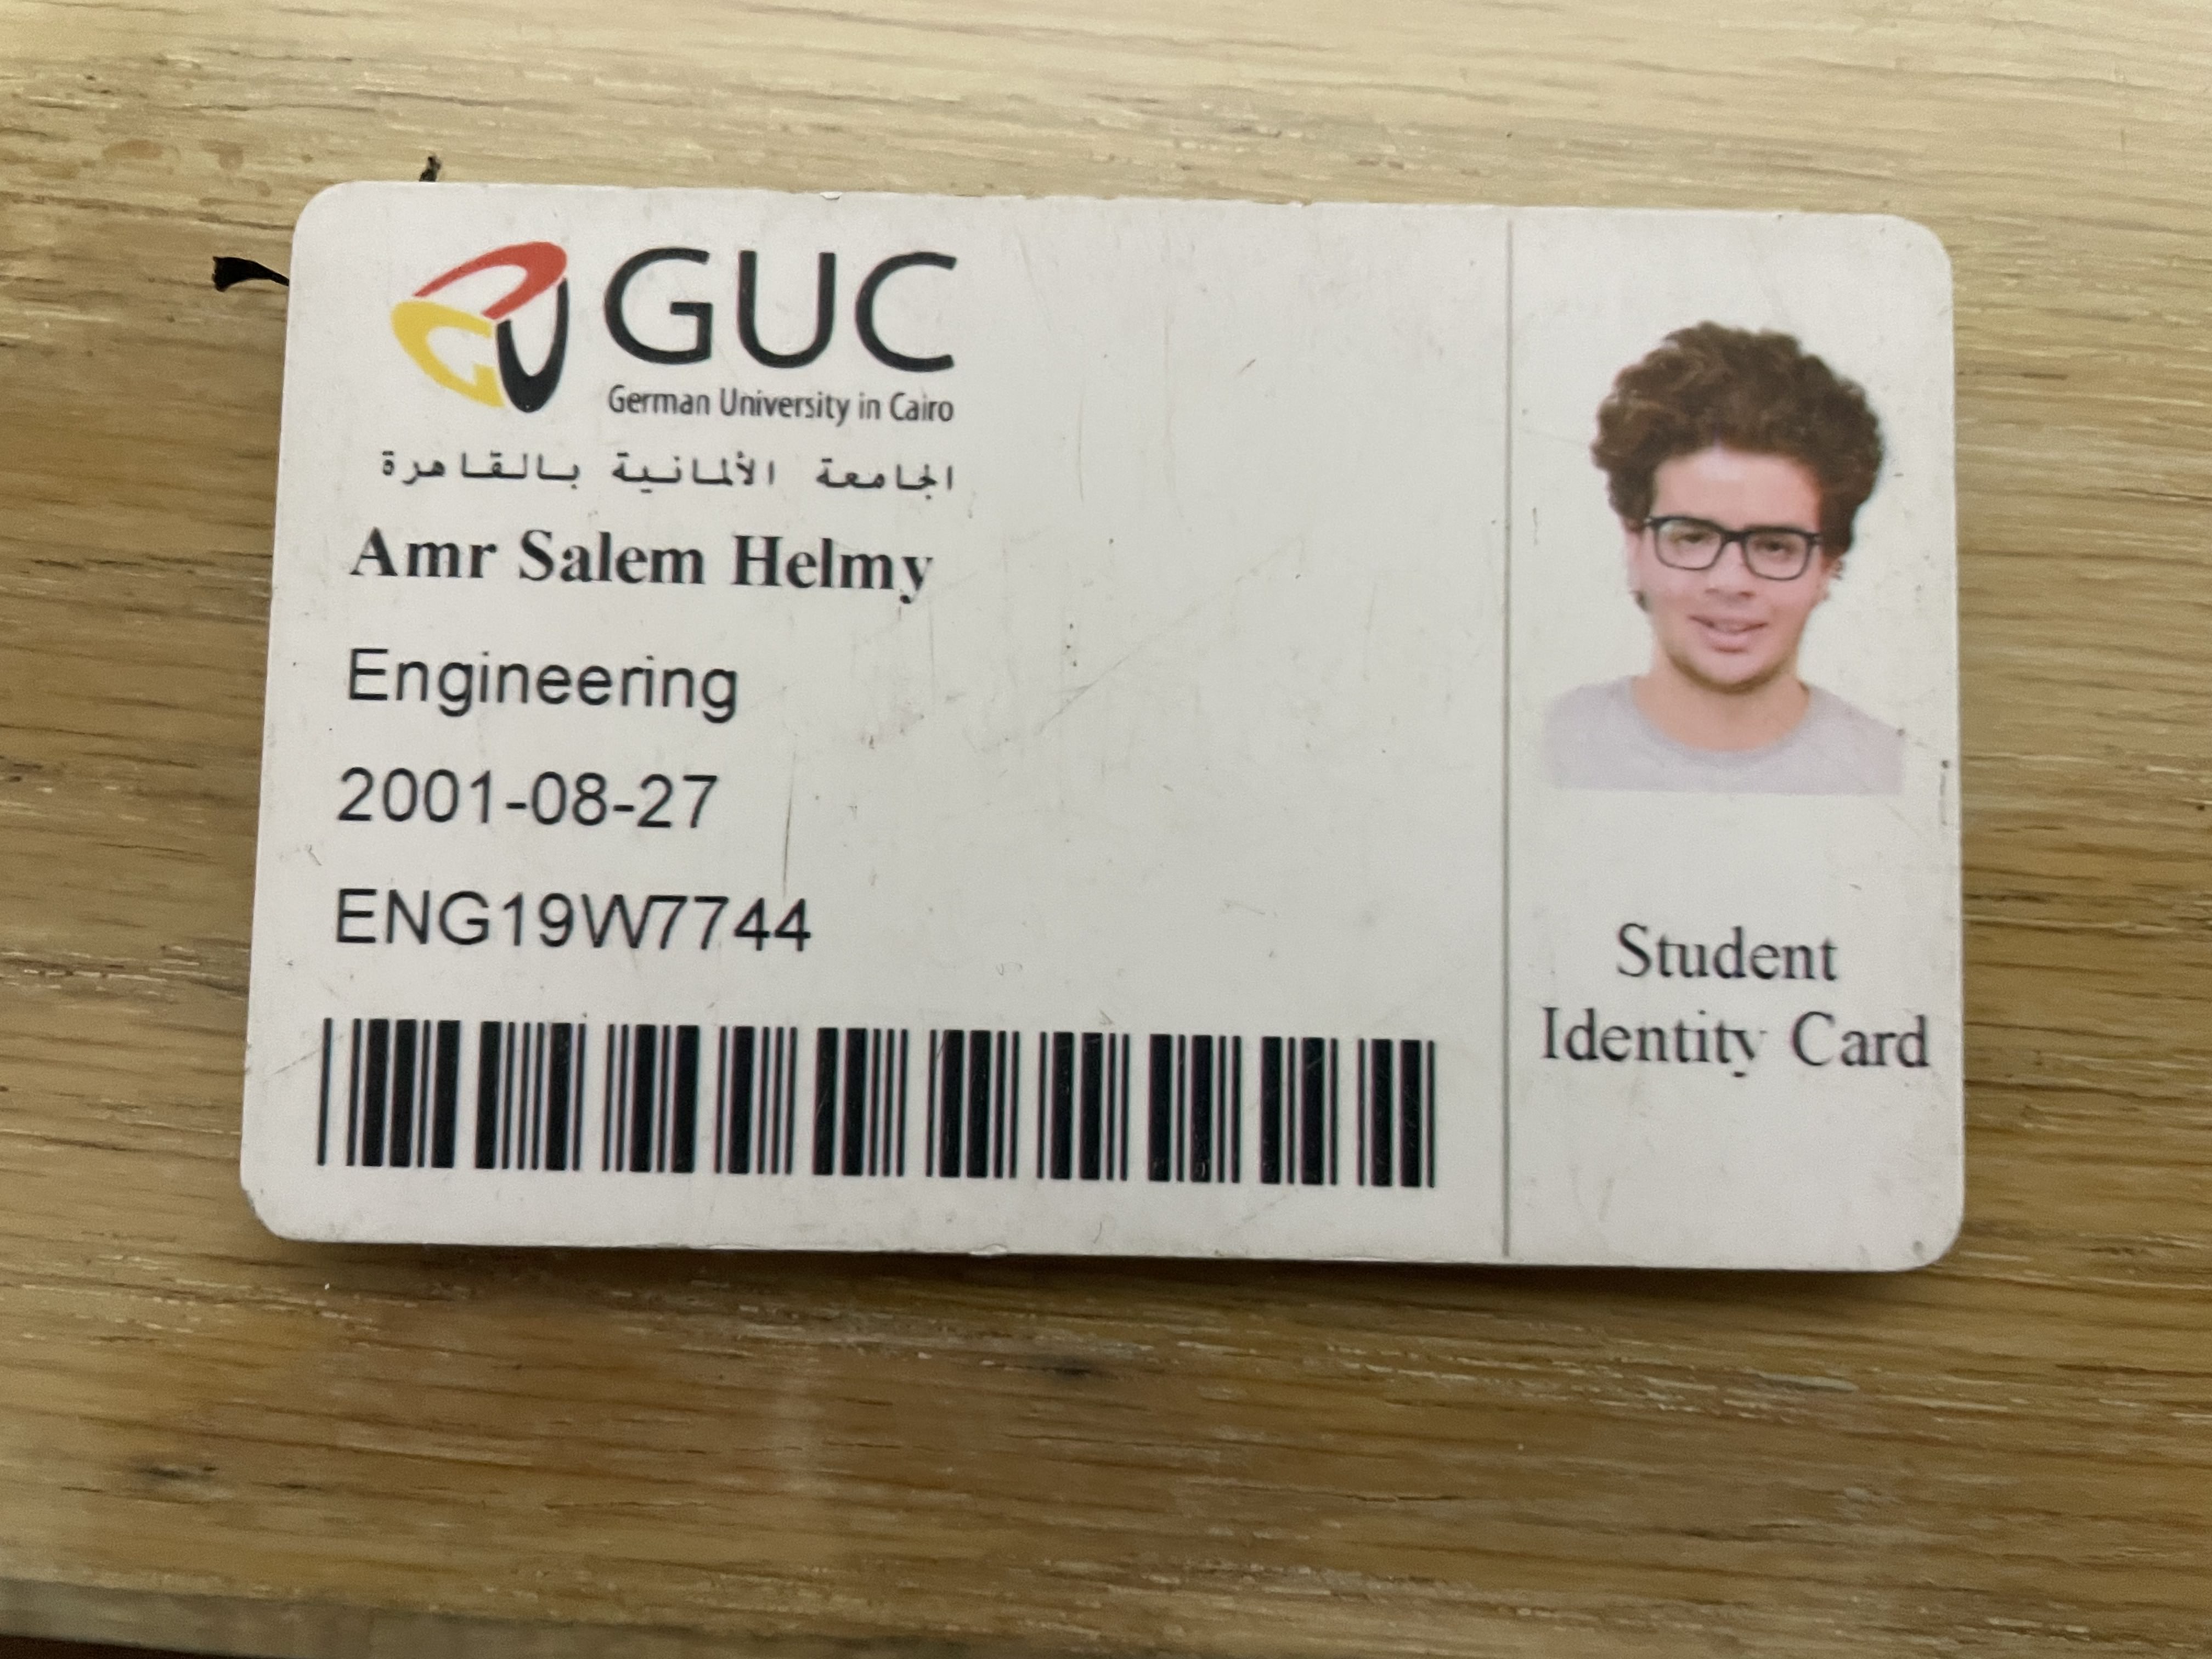 GUC
German University in Cairo
الجامعة الألمانية بالقاهرة
Amr Salem Helmy
Engineering
2001-08-27
ENG19W7744
Student
Identity Card